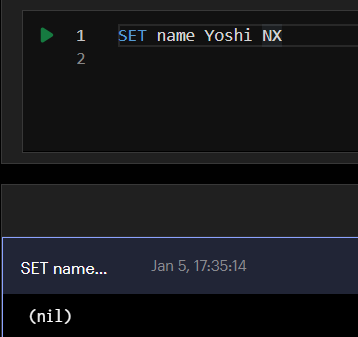 1 SET name Yoshi NX
2
SET name... Jan 5, 17:35:14
(nil)